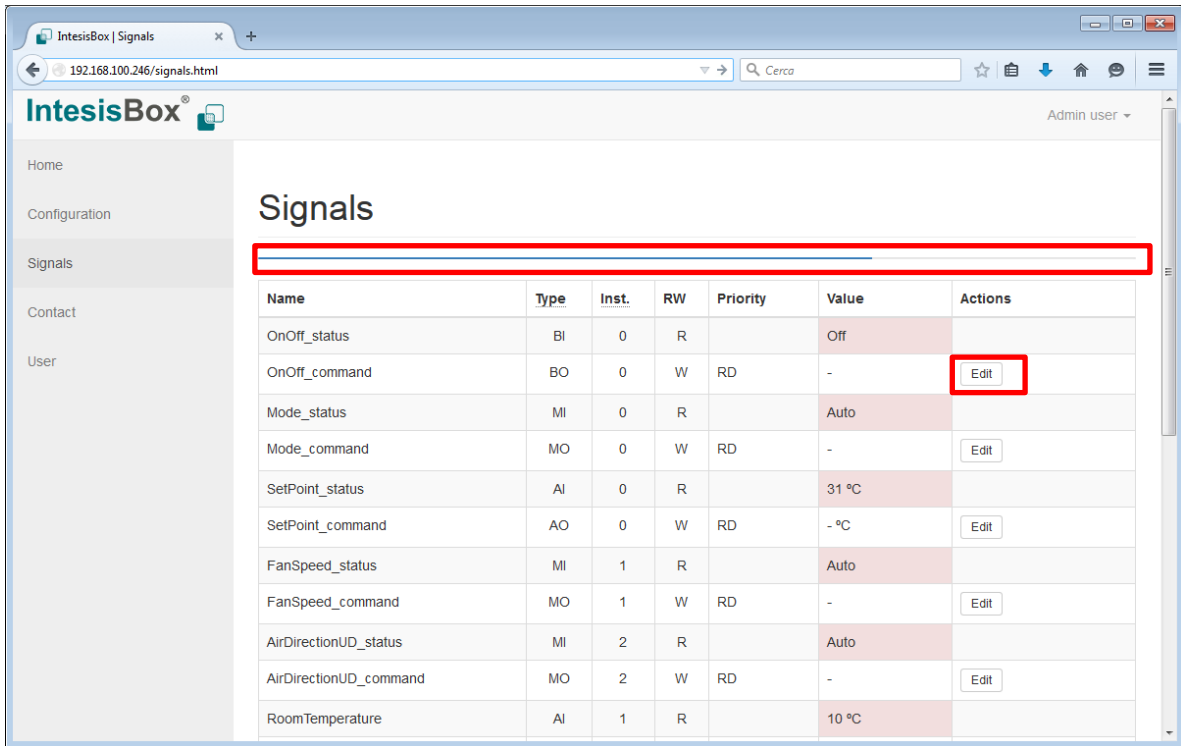 IntesisBox | Signals
192.168.100.246/signals.html
Cerca
IntesisBox®
Admin user
Home
Configuration
Signals
Contact
User
Signals
Name Type Inst. RW Priority Value Actions
OnOff_status BI 0 R Off
OnOff_command BO 0 W RD - Edit
Mode_status MI 0 R Auto
Mode_command MO 0 W RD - Edit
SetPoint_status AI 0 R 31 ºC
SetPoint_command AO 0 W RD - ºC Edit
FanSpeed_status MI 1 R Auto
FanSpeed_command MO 1 W RD - Edit
AirDirectionUD_status MI 2 R Auto
AirDirectionUD_command MO 2 W RD - Edit
RoomTemperature AI 1 R 10 ºC